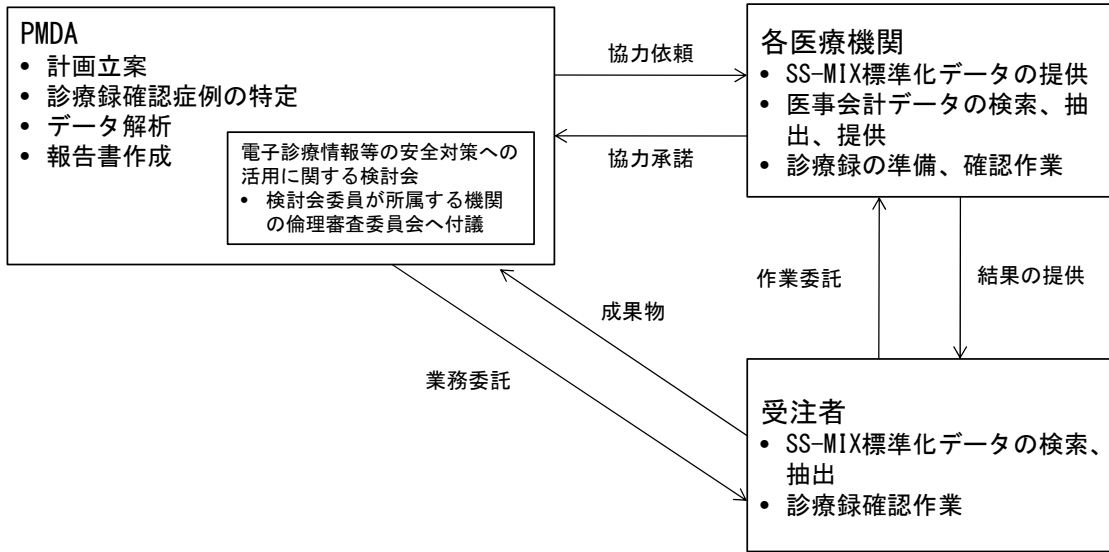 PMDA
• 計画立案
• 診療録確認症例の特定
• データ解析
• 報告書作成
電子診療情報等の安全対策への
活用に関する検討会
• 検討会委員が所属する機関
の倫理審査委員会へ付議
協力依頼
協力承諾
各医療機関
• SS-MIX標準化データの提供
• 医事会計データの検索、抽
出、提供
• 診療録の準備、確認作業
作業委託
結果の提供
成果物
業務委託
受注者
• SS-MIX標準化データの検索、
抽出
• 診療録確認作業